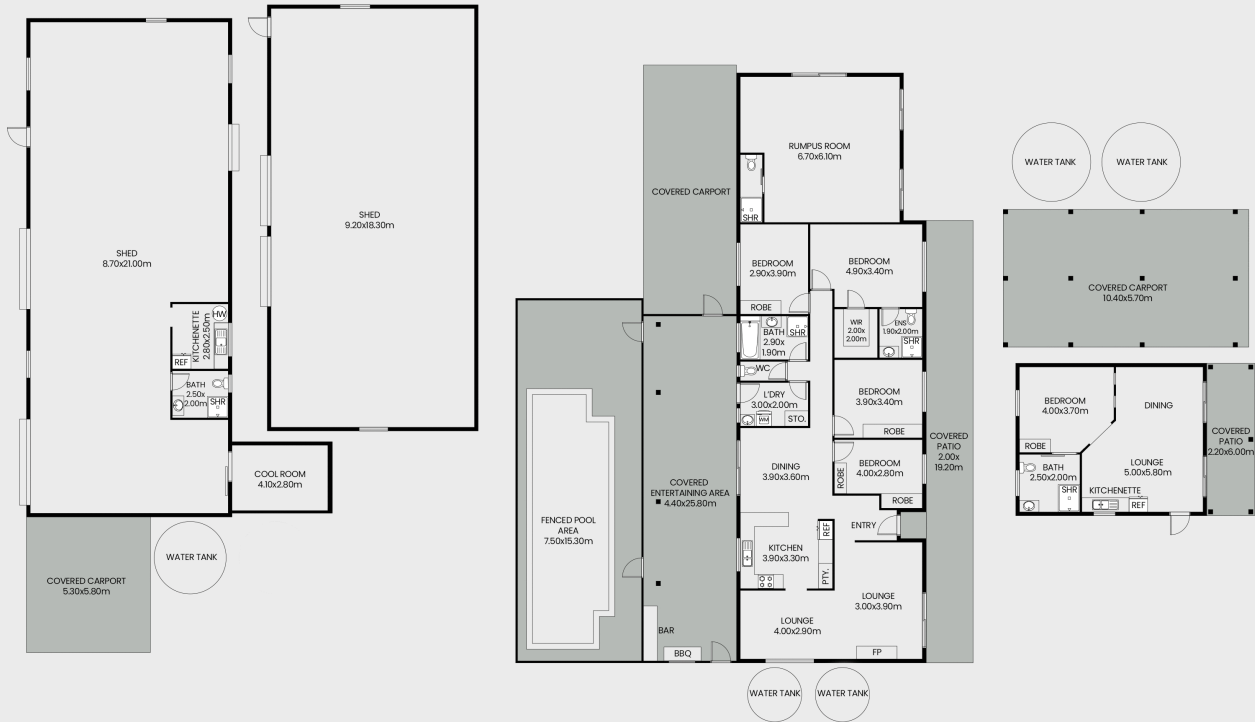 SHED
8.70x21.00m
KITCHENETTE
2.80x2.50m
HW
REF
BATH
2.50x
2.00m
SHR
COOL ROOM
4.10x2.80m
WATER TANK
COVERED CARPORT
5.30x5.80m
SHED
9.20x18.30m
RUMPUS ROOM
6.70x6.10m
SHR
COVERED CARPORT
BEDROOM
2.90x3.90m
ROBE
BEDROOM
4.90x3.40m
BATH
2.90x
1.90m
SHR
WIR
2.00x
2.00m
ENS
1.90x2.00m
SHR
WC
L'DRY
3.00x2.00m
WM
STO.
BEDROOM
3.90x3.40m
ROBE
BEDROOM
4.00x2.80m
ROBE
ROBE
COVERED
PATIO
2.00x
19.20m
DINING
3.90x3.60m
COVERED
ENTERTAINING AREA
4.40x25.80m
FENCED POOL
AREA
7.50x15.30m
ENTRY
KITCHEN
3.90x3.30m
REF
PTY.
LOUNGE
3.00x3.90m
LOUNGE
4.00x2.90m
FP
BAR
BBQ
WATER TANK
WATER TANK
WATER TANK
WATER TANK
COVERED CARPORT
10.40x5.70m
BEDROOM
4.00x3.70m
ROBE
DINING
COVERED
PATIO
2.20x6.00m
BATH
2.50x2.00m
SHR
LOUNGE
5.00x5.80m
KITCHENETTE
REF